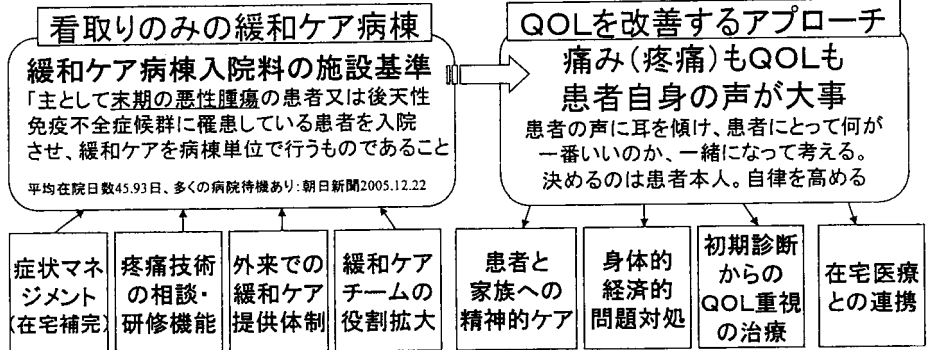 看取りのみの緩和ケア病棟
緩和ケア病棟入院料の施設基準
「主として末期の悪性腫瘍の患者又は後天性
免疫不全症候群に罹患している患者を入院
させ、緩和ケアを病棟単位で行うものであること
平均在院日数45.93日、多くの病院待機あり:朝日新聞2005.12.22
QOLを改善するアプローチ
痛み(疼痛)もQOLも
患者自身の声が大事
患者の声に耳を傾け、患者にとって何が
一番いいのか、一緒になって考える。
決めるのは患者本人。自律を高める
症状マネ
ジメント
(在宅補完)
疼痛技術
の相談・
研修機能
外来での
緩和ケア
提供体制
緩和ケア
チームの
役割拡大
患者と
家族への
精神的ケア
身体的
経済的
問題対処
初期診断
からの
QOL重視
の治療
在宅医療
との連携